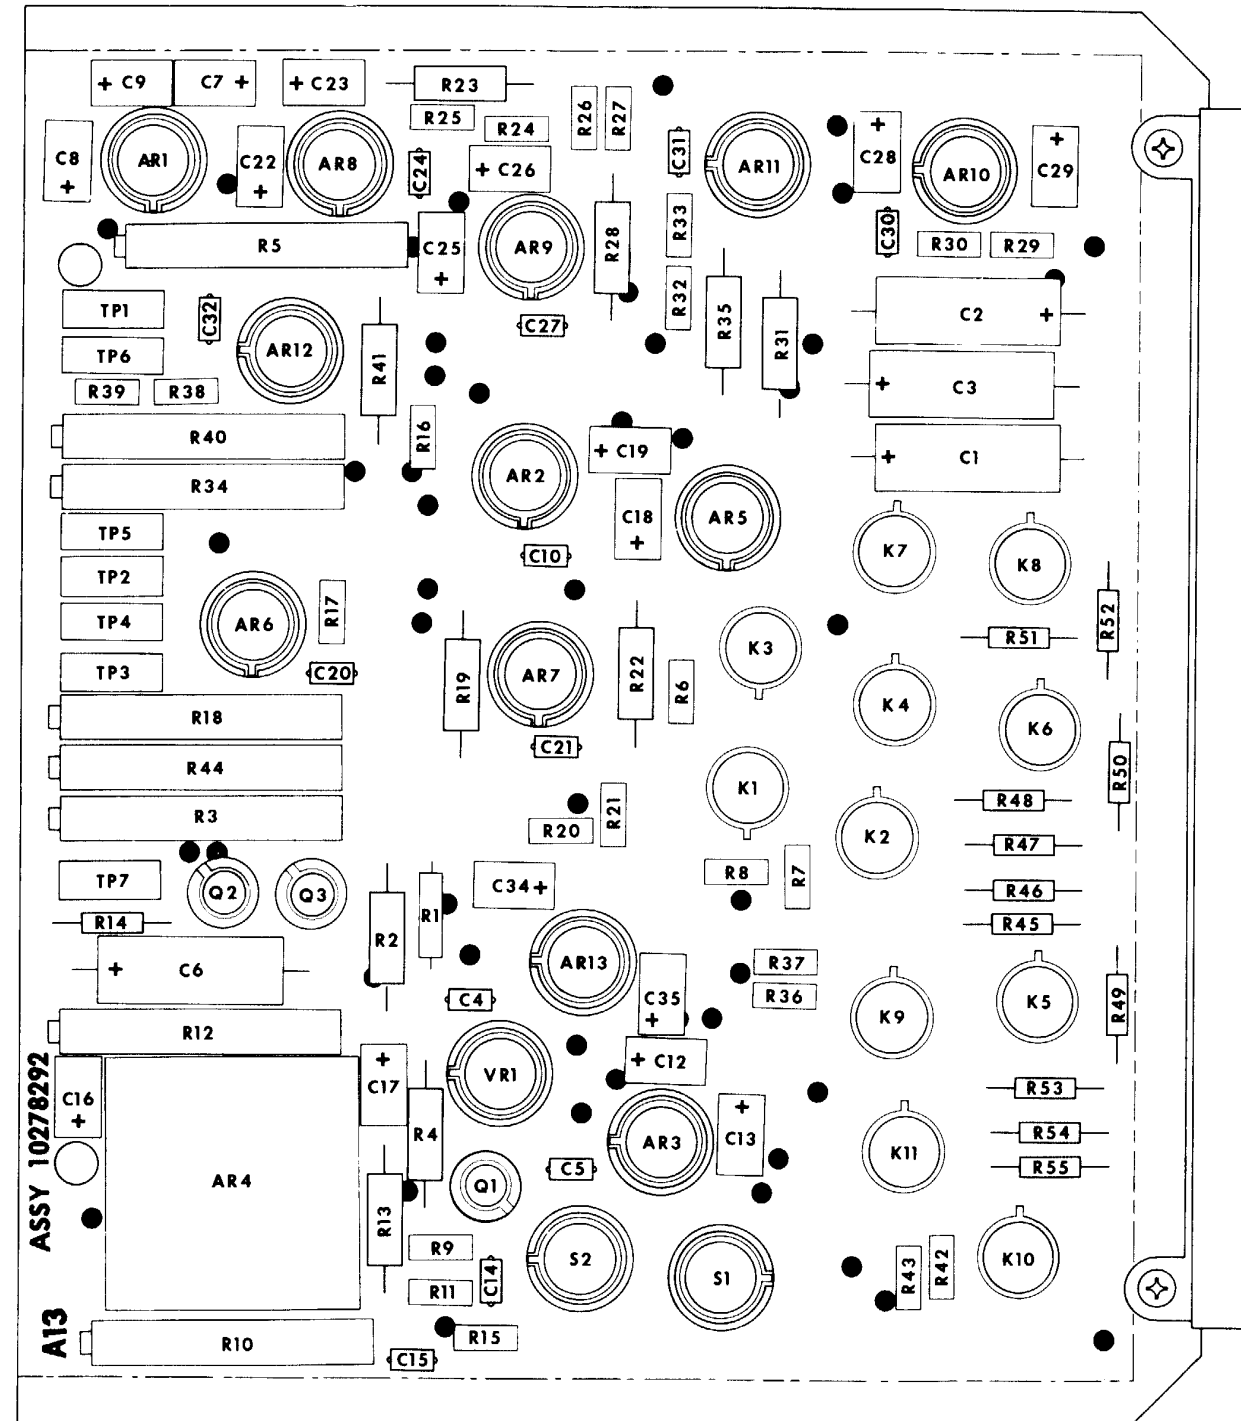 + C9
C7 +
+ C23
R23
R25
R24
R26
R27
C8
+
AR1
C22
+
AR8
C24
+ C26
C31
AR11
+
C28
AR10
+
C29
R5
C25
+
AR9
R28
R33
C30
R30
R29
TP1
C32
AR12
R41
C27
R32
R35
R31
C2 +
TP6
R39
R38
+ C3
R40
R16
AR2
+ C19
+ C1
R34
C18
+
AR5
TP5
C10
K7
K8
TP2
TP4
AR6
R17
R52
R51
TP3
C20
R19
AR7
R22
R6
K3
K4
R18
C21
K6
R44
K1
R50
R3
R20
R21
K2
R48
R47
TP7
Q2
Q3
R1
C34+
R8
R7
R46
R14
R2
R45
+ C6
AR13
C35
+
R37
R36
C4
K9
K5
R49
R12
VR1
+ C12
C16
+
+
C17
R4
AR3
+
C13
R53
R54
R55
K11
AR4
Q1
C5
R13
R9
S2
S1
R11
C14
R43
R42
K10
R10
R15
C15
ASSY 10278292
A13